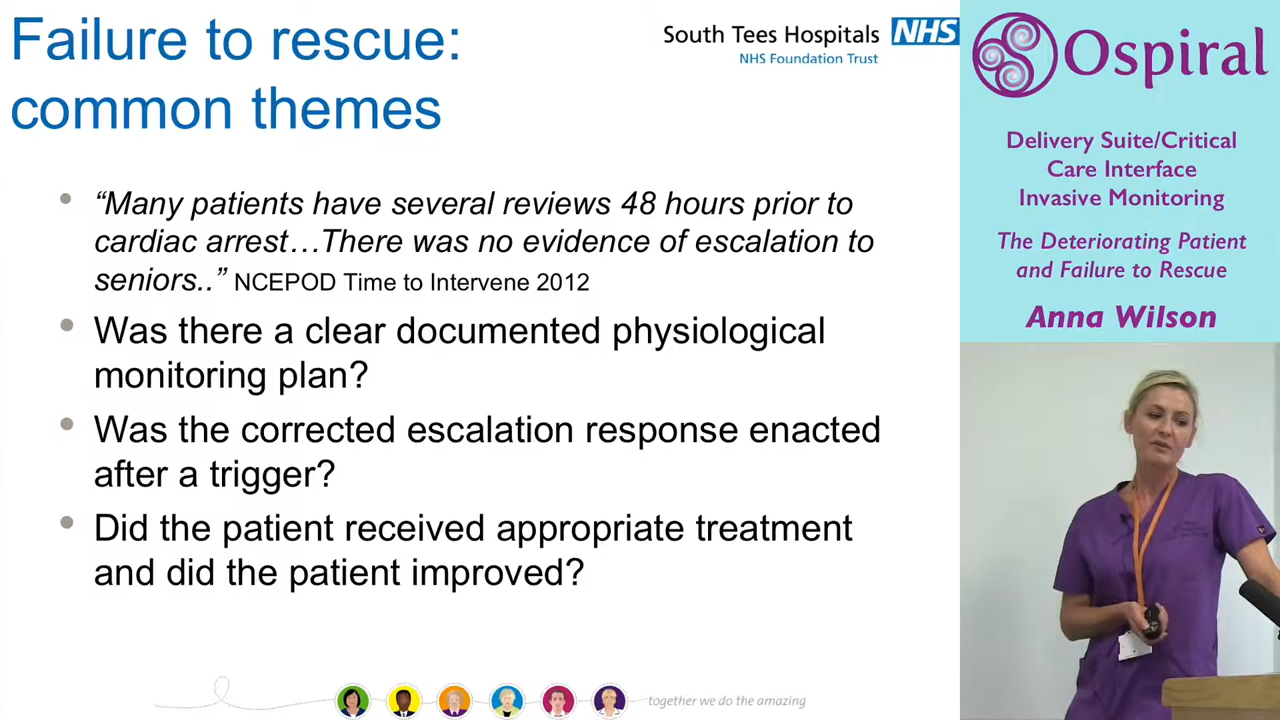 Failure to rescue:
common themes
South Tees Hospitals NHS
NHS Foundation Trust
• “Many patients have several reviews 48 hours prior to
cardiac arrest…There was no evidence of escalation to
seniors..” NCEPOD Time to Intervene 2012
• Was there a clear documented physiological
monitoring plan?
• Was the corrected escalation response enacted
after a trigger?
• Did the patient received appropriate treatment
and did the patient improved?
together we do the amazing
Ospiral
Delivery Suite/Critical
Care Interface
Invasive Monitoring
The Deteriorating Patient
and Failure to Rescue
Anna Wilson